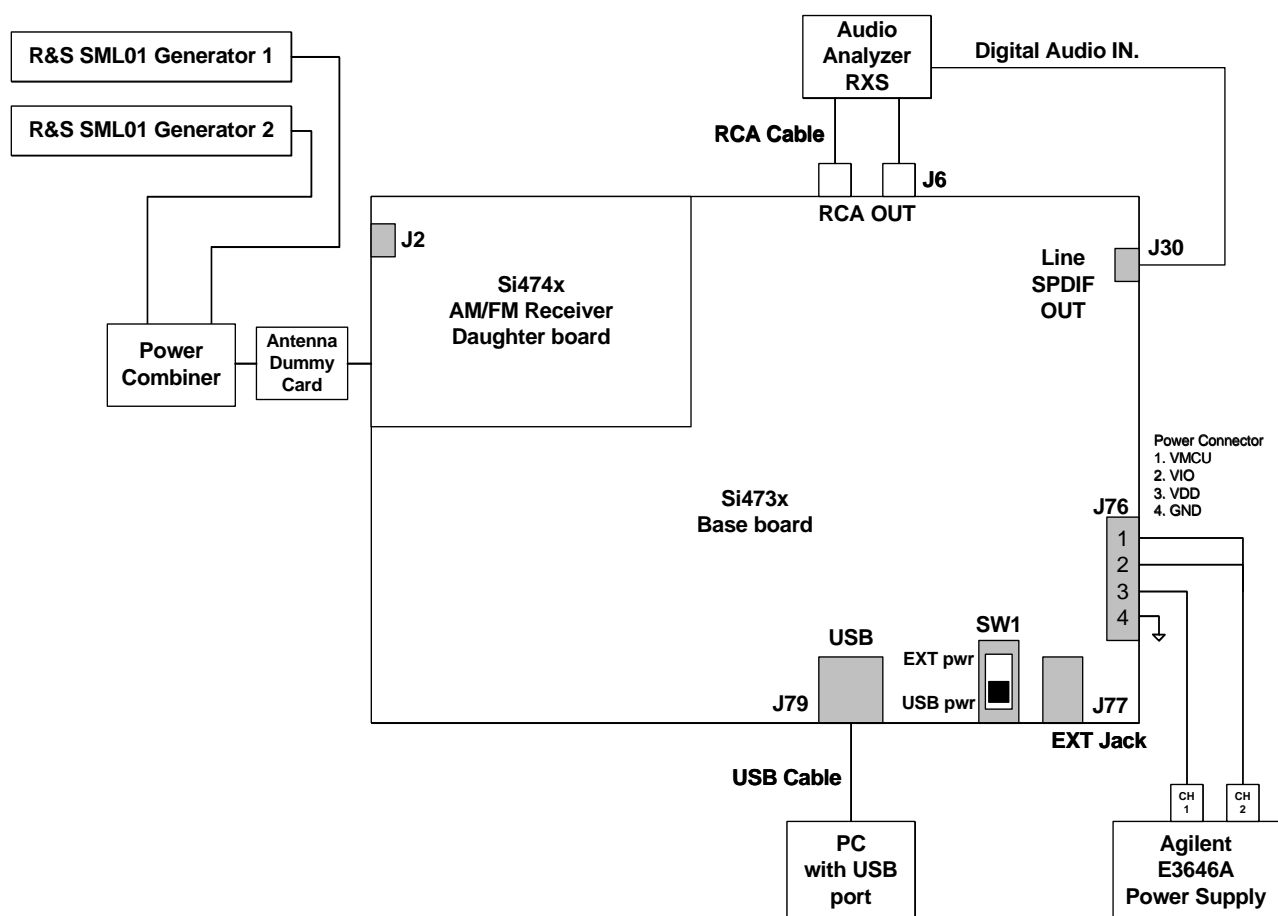 R&S SML01 Generator 1
R&S SML01 Generator 2
Audio
Analyzer
RXS
Digital Audio IN.
RCA Cable
J6
RCA OUT
J2
J30
Line
SPDIF
OUT
Si474x
AM/FM Receiver
Daughter board
Power
Combiner
Antenna
Dummy
Card
Power Connector
1. VMCU
2. VIO
3. VDD
4. GND
Si473x
Base board
J76
1
2
3
4
USB
SW1
EXT pwr
USB pwr
J79
J77
EXT Jack
USB Cable
CH
1
CH
2
PC
with USB
port
Agilent
E3646A
Power Supply